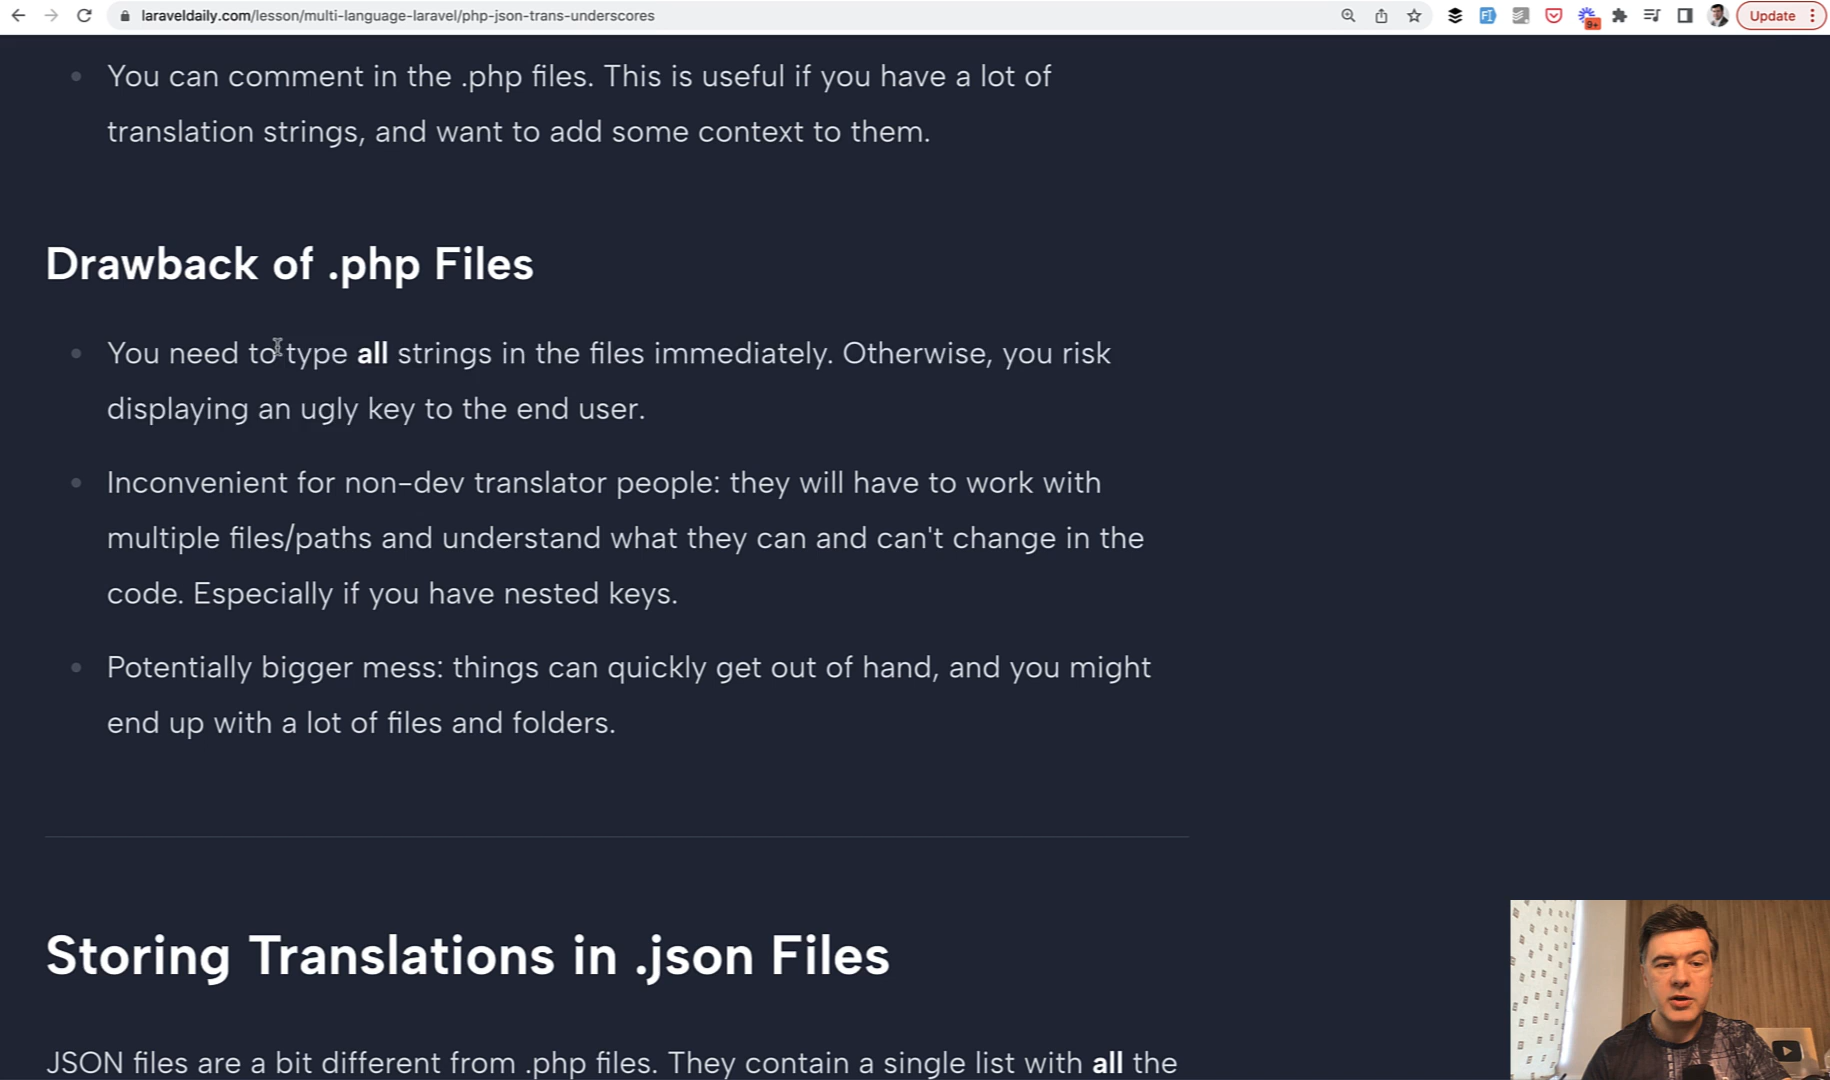 laraveldaily.com/lesson/multi-language-laravel/php-json-trans-underscores
9+
Update
You can comment in the .php files. This is useful if you have a lot of
translation strings, and want to add some context to them.
Drawback of .php Files
You need to type all strings in the files immediately. Otherwise, you risk
displaying an ugly key to the end user.
Inconvenient for non-dev translator people: they will have to work with
multiple files/paths and understand what they can and can't change in the
code. Especially if you have nested keys.
Potentially bigger mess: things can quickly get out of hand, and you might
end up with a lot of files and folders.
Storing Translations in .json Files
JSON files are a bit different from .php files. They contain a single list with all the